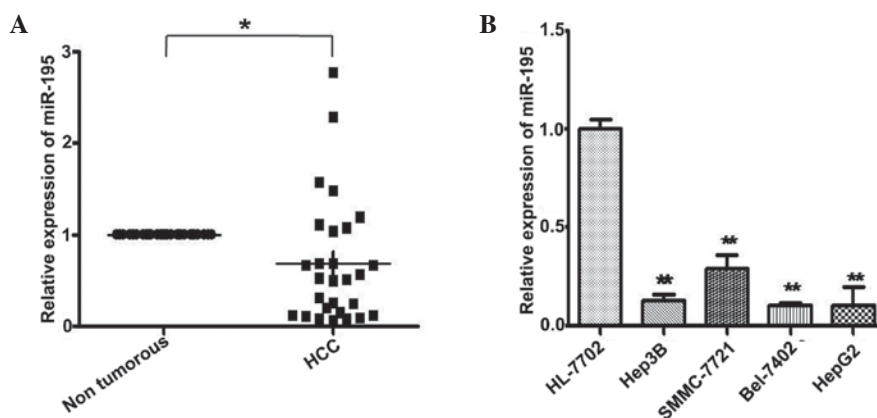 A
*
Relative expression of miR-195
3
2
1
0
Non tumorous
HCC
B
Relative expression of miR-195
1.5
1.0
0.5
0.0
**
**
**
**
HL-7702
Hep3B
SMMC-7721
Bel-7402
HepG2